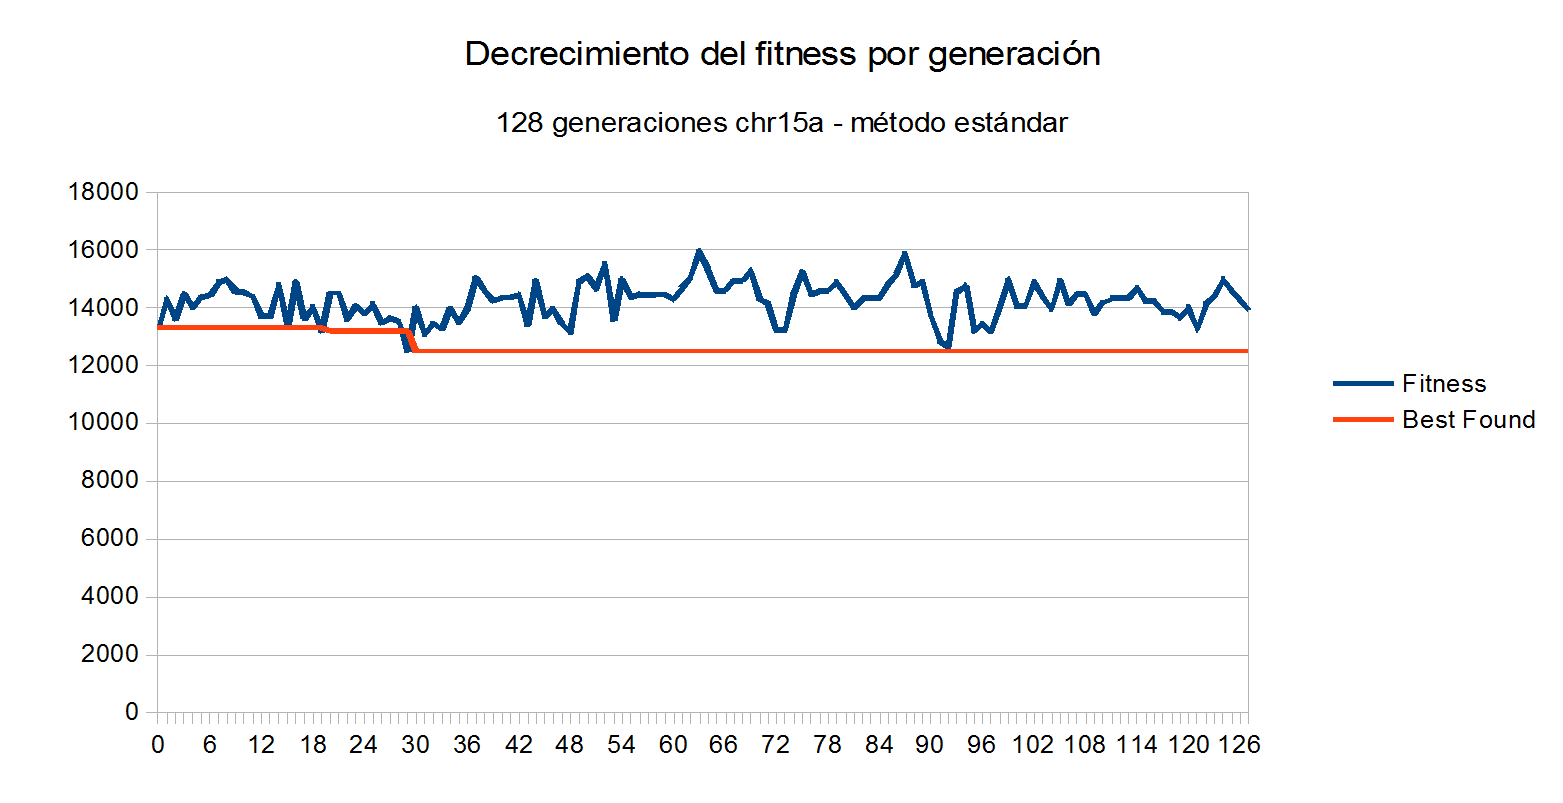 Decrecimiento del fitness por generación
128 generaciones chr15a - método estándar
18000
16000
14000
12000
10000
8000
6000
4000
2000
0
0 6 12 18 24 30 36 42 48 54 60 66 72 78 84 90 96 102 108 114 120 126
Fitness
Best Found